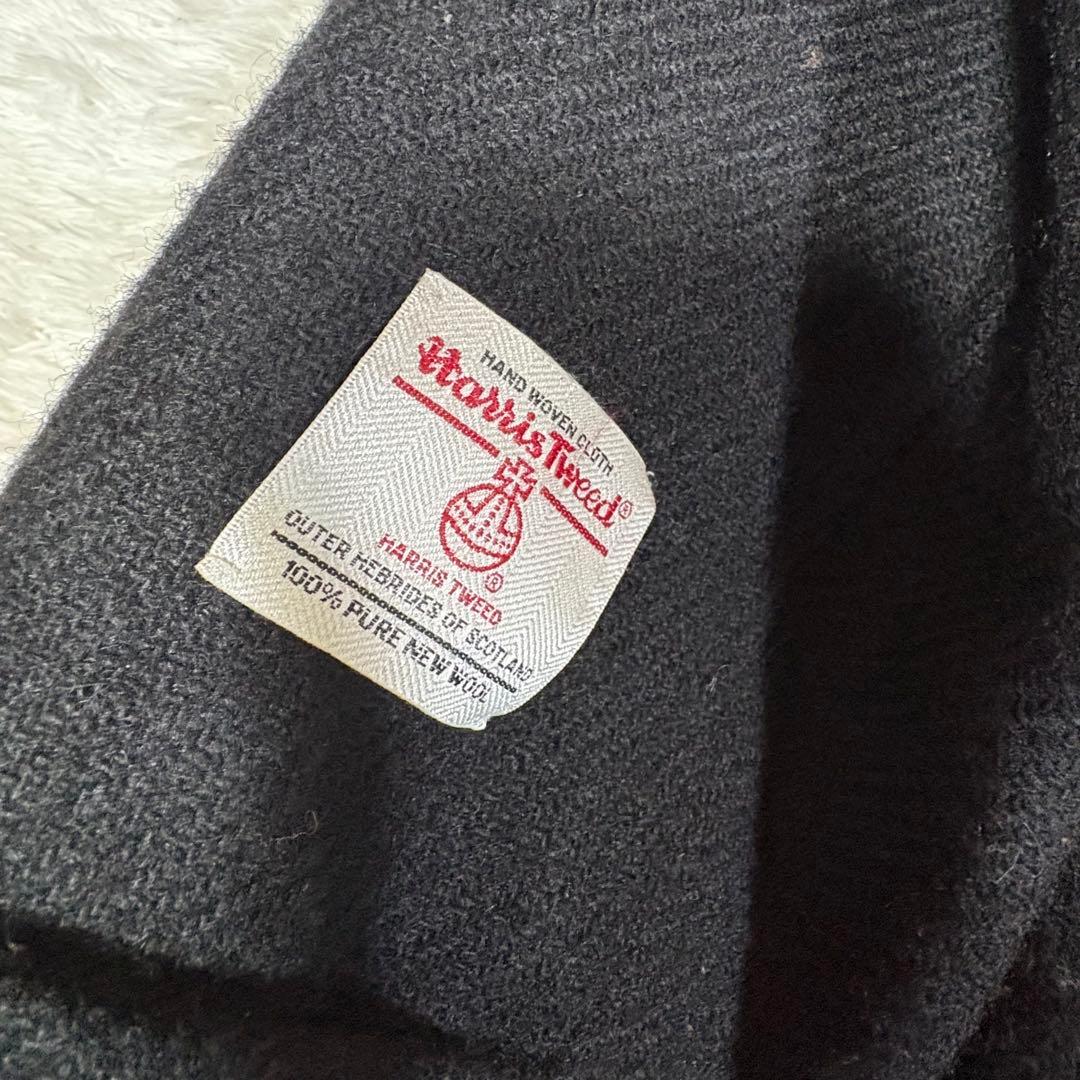 HAND WOVEN CLOTH
Harris Tweed®
HARRIS TWEED ®
OUTER HEBRIDES OF SCOTLAND
100% PURE NEW WOOL